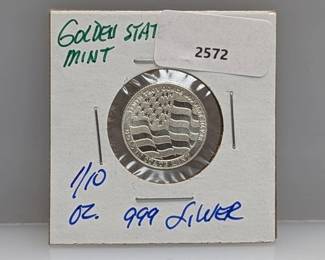 GOLDEN STAT
2572
MINT
1/10
OZ.
999 SILVER